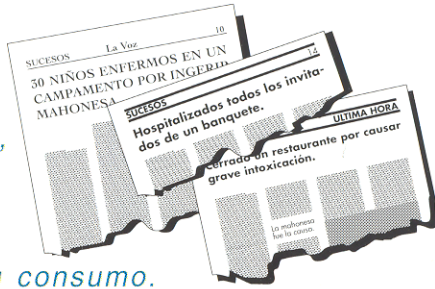 SUCESOS La Voz 10
30 NIÑOS ENFERMOS EN UN
CAMPAMENTO POR INGERIR
MAHONESA
SUCESOS 14
Hospitalizados todos los invita-
dos de un banquete.
ULTIMA HORA
Cerrado un restaurante por causar
grave intoxicación.
La mahonesa
fue la causa.
consumo.